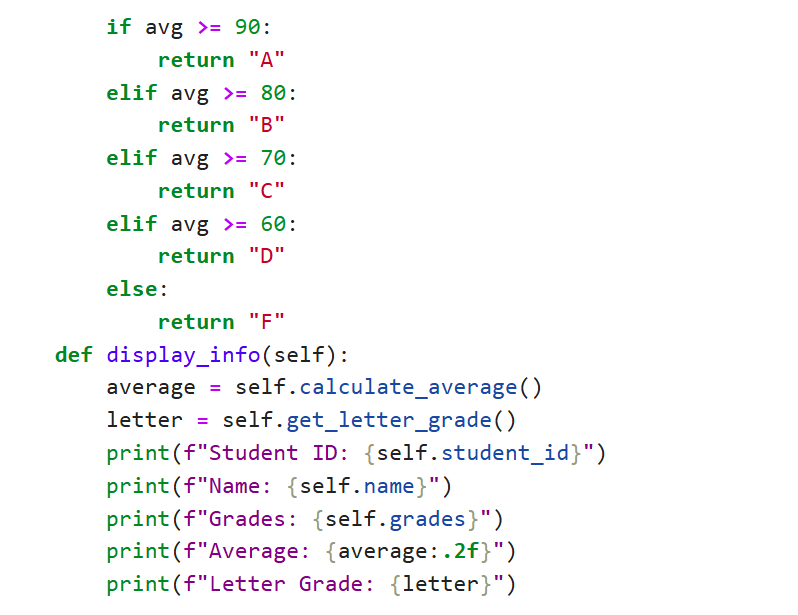 if avg >= 90:
            return "A"
        elif avg >= 80:
            return "B"
        elif avg >= 70:
            return "C"
        elif avg >= 60:
            return "D"
        else:
            return "F"
    def display_info(self):
        average = self.calculate_average()
        letter = self.get_letter_grade()
        print(f"Student ID: {self.student_id}")
        print(f"Name: {self.name}")
        print(f"Grades: {self.grades}")
        print(f"Average: {average:.2f}")
        print(f"Letter Grade: {letter}")